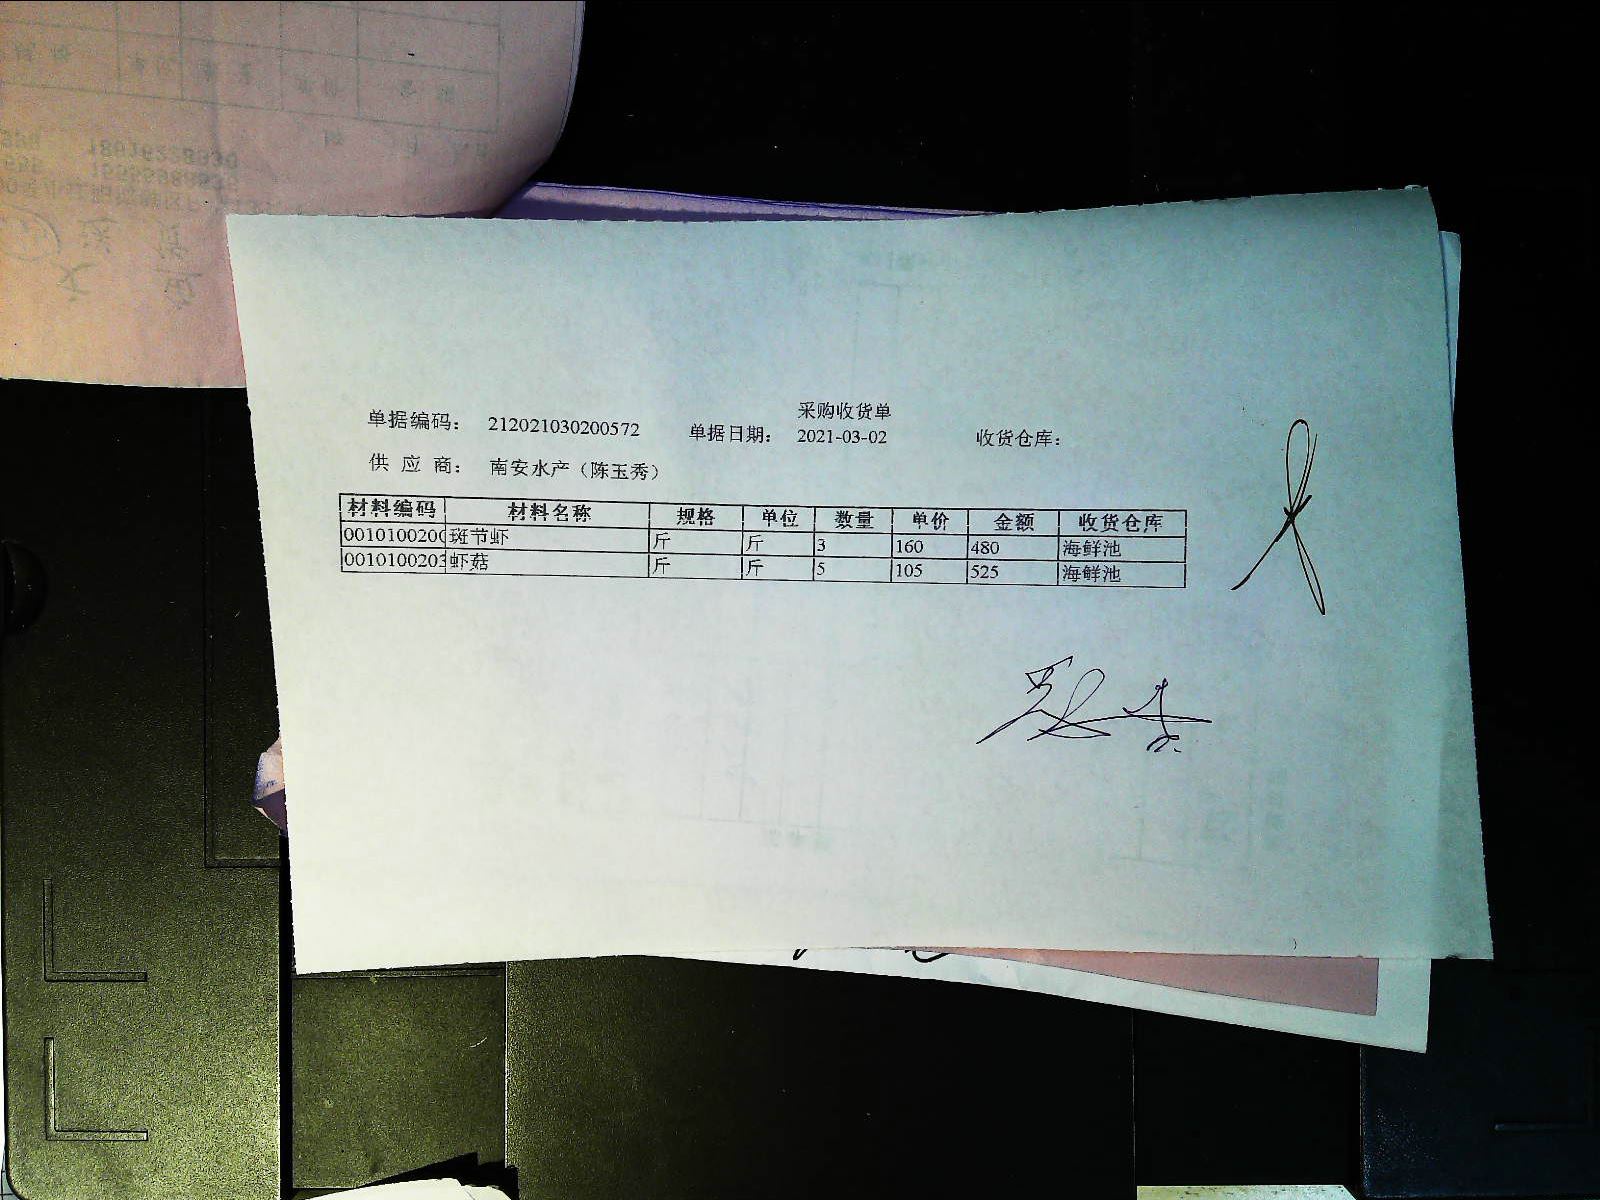 采购收货单
单据编码： 212021030200572 单据日期： 2021-03-02 收货仓库：
供 应 商： 南安水产（陈玉秀）
材料编码 材料名称 规格 单位 数量 单价 金额 收货仓库
0010100200 斑节虾 斤 斤 3 160 480 海鲜池
0010100203 虾菇 斤 斤 5 105 525 海鲜池